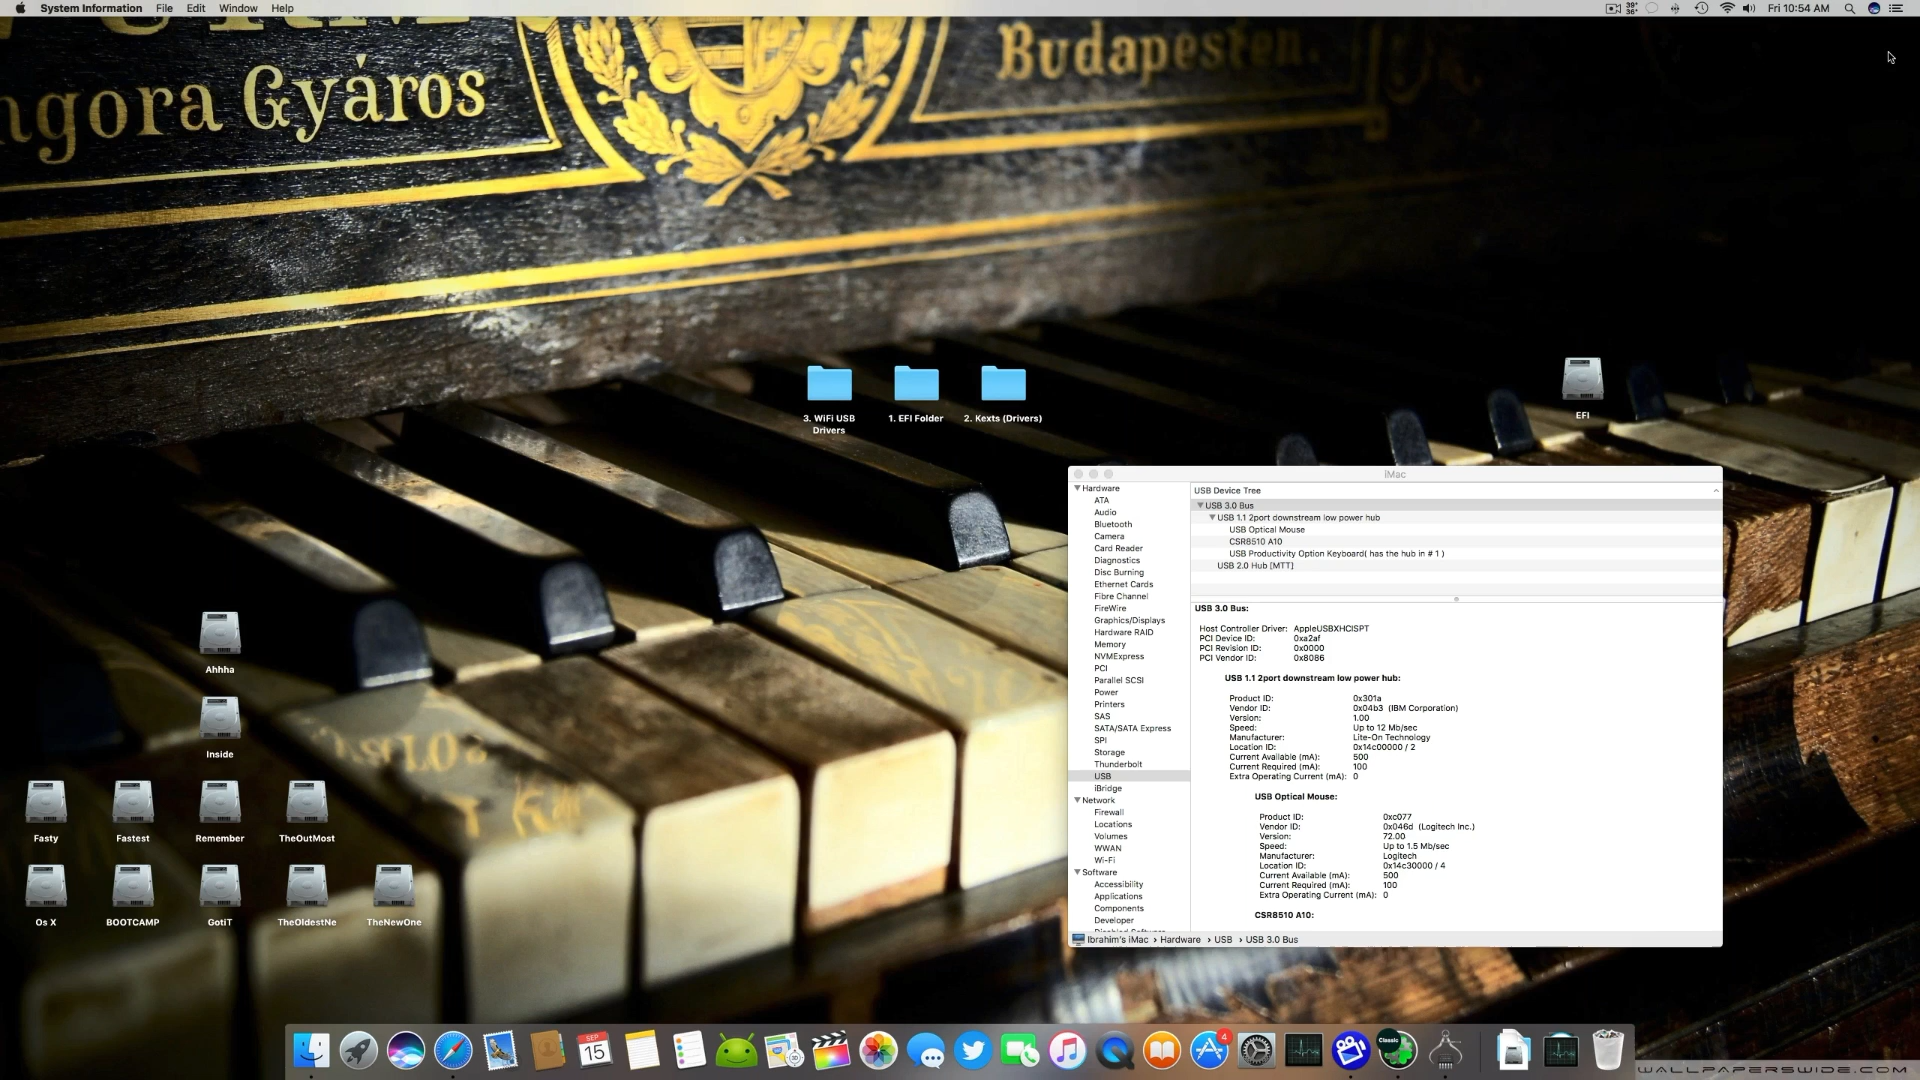 System Information File Edit Window Help
39° 36° Fri 10:54 AM
ngora Gyáros
Budapesten.
3. WiFi USB Drivers
1. EFI Folder
2. Kexts (Drivers)
EFI
Ahhha
Inside
Fasty
Fastest
Remember
TheOutMost
Os X
BOOTCAMP
GotiT
TheOldestNe
TheNewOne
iMac
Hardware
ATA
Audio
Bluetooth
Camera
Card Reader
Diagnostics
Disc Burning
Ethernet Cards
Fibre Channel
FireWire
Graphics/Displays
Hardware RAID
Memory
NVMExpress
PCI
Parallel SCSI
Power
Printers
SAS
SATA/SATA Express
SPI
Storage
Thunderbolt
USB
iBridge
Network
Firewall
Locations
Volumes
WWAN
Wi-Fi
Software
Accessibility
Applications
Components
Developer
Disabled Software
USB Device Tree
USB 3.0 Bus
USB 1.1 2port downstream low power hub
USB Optical Mouse
CSR8510 A10
USB Productivity Option Keyboard( has the hub in # 1 )
USB 2.0 Hub [MTT]
USB 3.0 Bus:
Host Controller Driver: AppleUSBXHCISPT
PCI Device ID: 0xa2af
PCI Revision ID: 0x0000
PCI Vendor ID: 0x8086
USB 1.1 2port downstream low power hub:
Product ID: 0x301a
Vendor ID: 0x04b3 (IBM Corporation)
Version: 1.00
Speed: Up to 12 Mb/sec
Manufacturer: Lite-On Technology
Location ID: 0x14c00000 / 2
Current Available (mA): 500
Current Required (mA): 100
Extra Operating Current (mA): 0
USB Optical Mouse:
Product ID: 0xc077
Vendor ID: 0x046d (Logitech Inc.)
Version: 72.00
Speed: Up to 1.5 Mb/sec
Manufacturer: Logitech
Location ID: 0x14c30000 / 4
Current Available (mA): 500
Current Required (mA): 100
Extra Operating Current (mA): 0
CSR8510 A10:
Ibrahim's iMac › Hardware › USB › USB 3.0 Bus
SEP
15
4
Classic
WALLPAPERSWIDE.COM